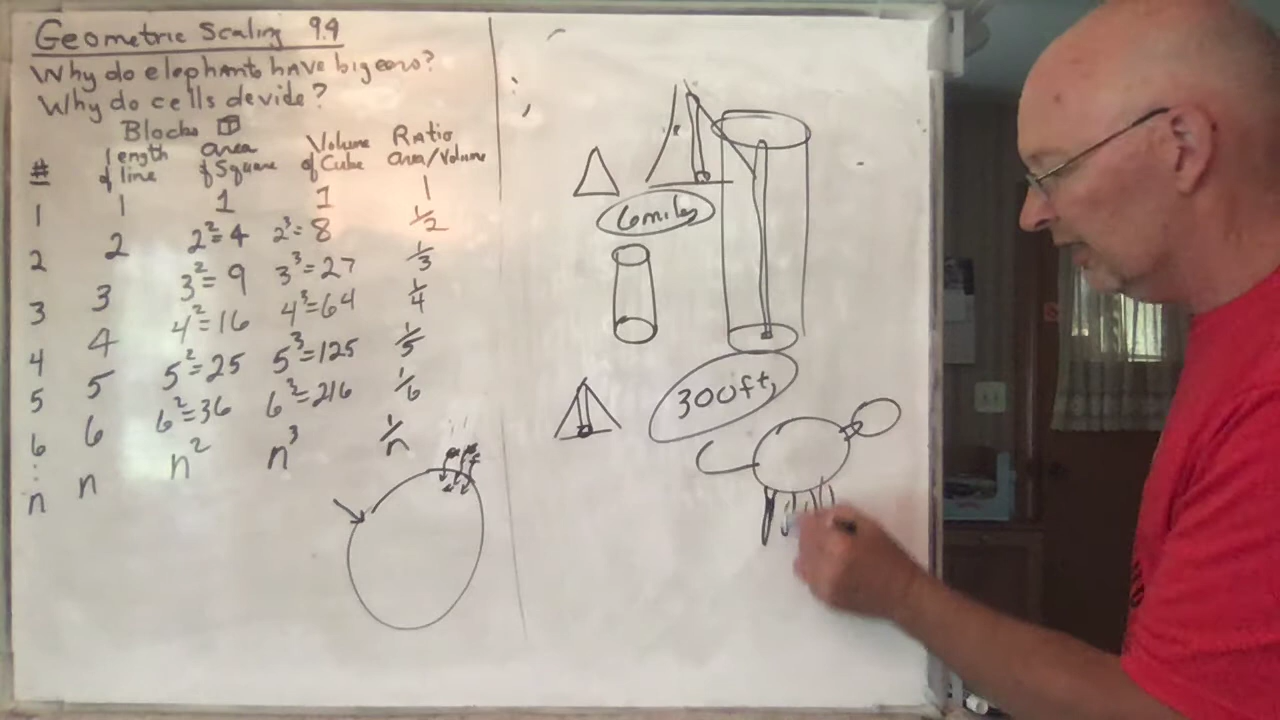 Geometric Scaling 9.4
Why do elephants have big ears?
Why do cells devide?
Blocks
# length of line area of Square Volume of Cube Ratio area/Volume
1 1 1 1 1
2 2 2²=4 2³=8 1/2
3 3 3²=9 3³=27 1/3
4 4 4²=16 4³=64 1/4
5 5 5²=25 5³=125 1/5
6 6 6²=36 6³=216 1/6
n n n² n³ 1/n
6 miles
300ft,